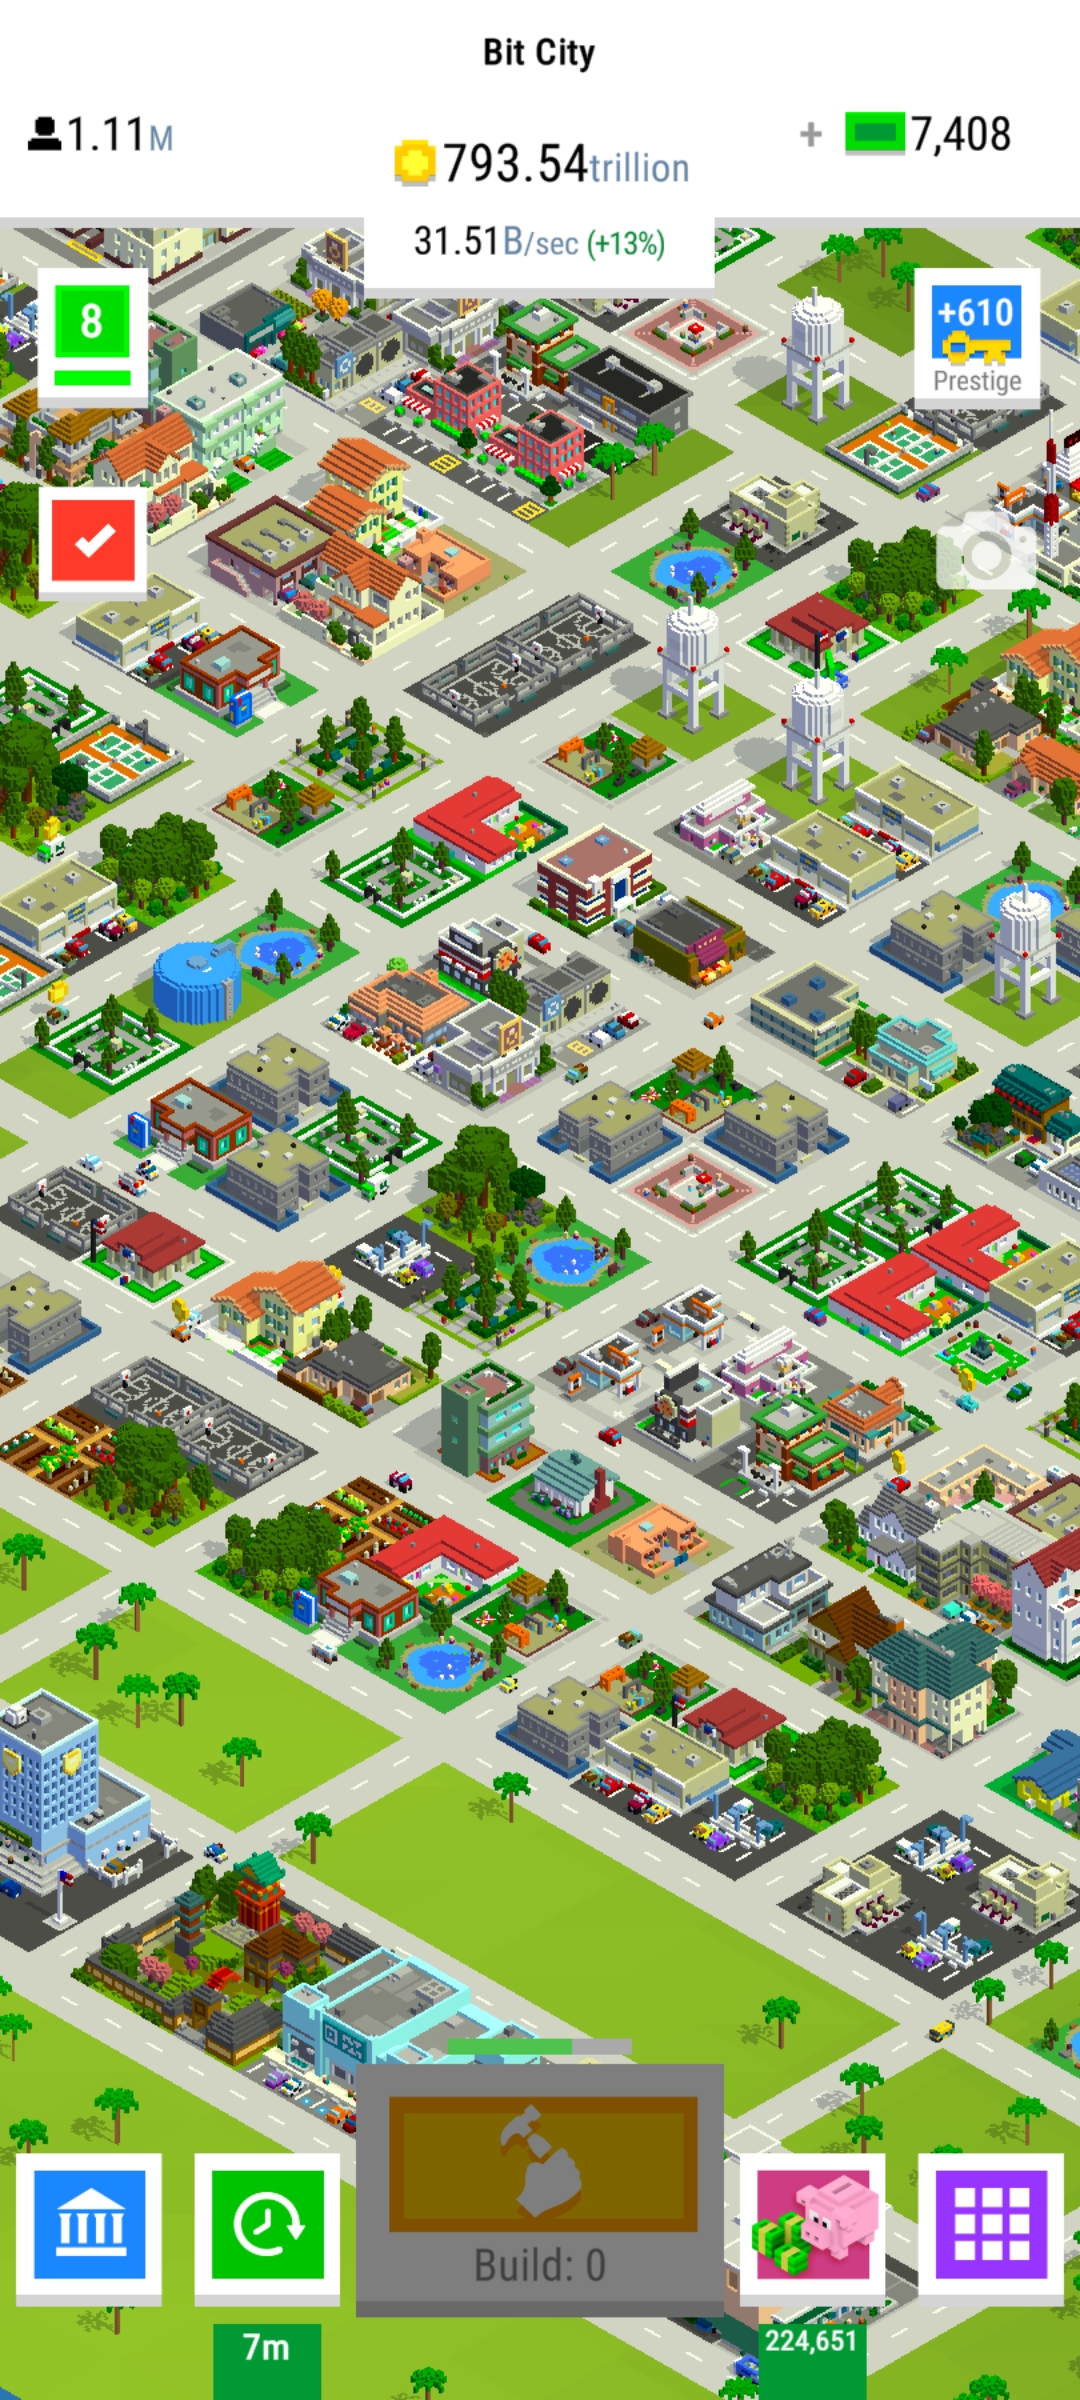 Bit City
1.11M
793.54trillion
+ 7,408
31.51B/sec (+13%)
8
+610
Prestige
Build: 0
7m
224,651